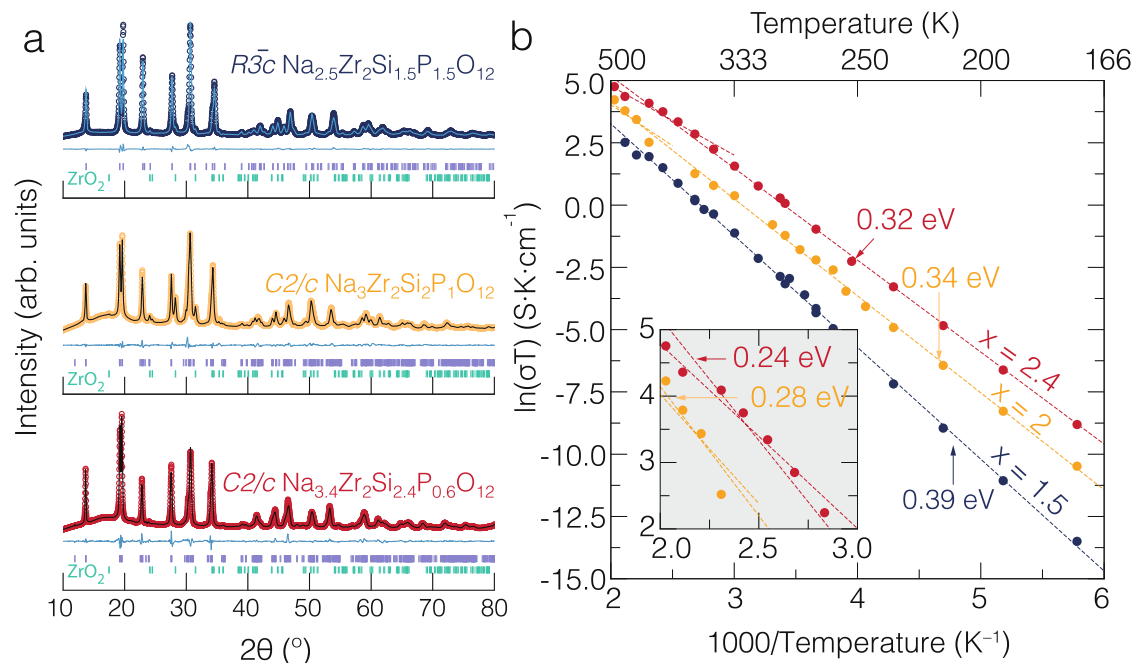 a
R3̄c Na2.5Zr2Si1.5P1.5O12
ZrO2
C2/c Na3Zr2Si2P1O12
ZrO2
C2/c Na3.4Zr2Si2.4P0.6O12
ZrO2
Intensity (arb. units)
10 20 30 40 50 60 70 80
2θ (°)
b
Temperature (K)
500 333 250 200 166
5.0
2.5
0.0
-2.5
-5.0
-7.5
-10.0
-12.5
-15.0
ln(σT) (S·K·cm⁻¹)
0.32 eV
0.34 eV
0.39 eV
x = 2.4
x = 2
x = 1.5
5
4
3
2
0.24 eV
0.28 eV
2.0 2.5 3.0
2 3 4 5 6
1000/Temperature (K⁻¹)